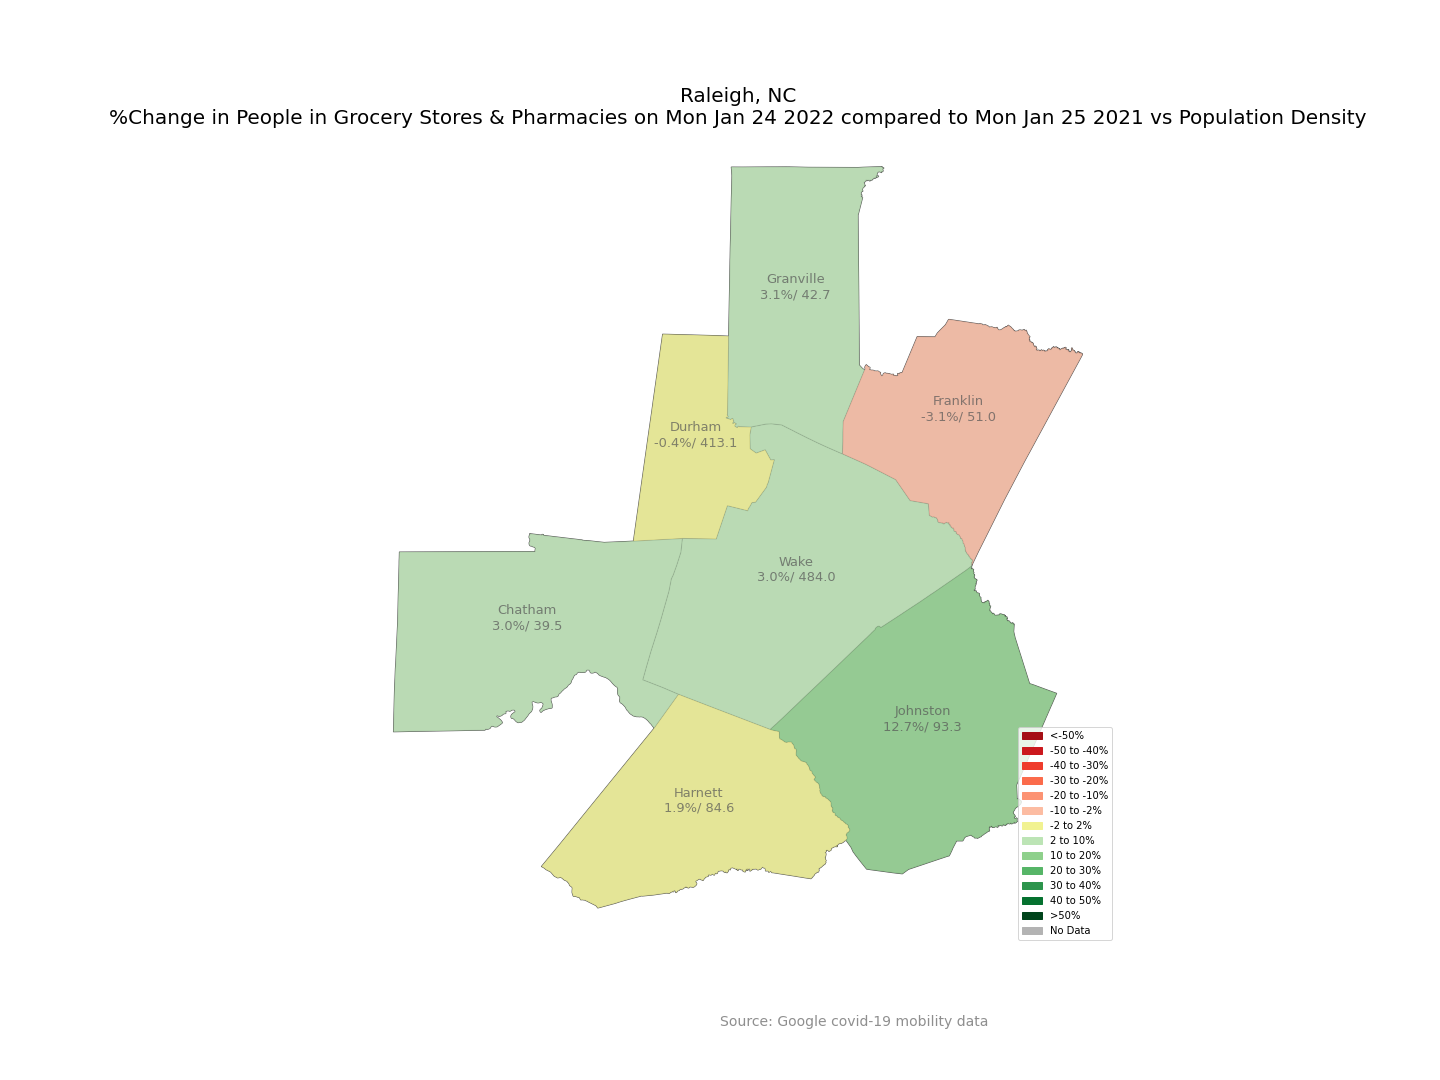 Raleigh, NC
%Change in People in Grocery Stores & Pharmacies on Mon Jan 24 2022 compared to Mon Jan 25 2021 vs Population Density
Granville
3.1%/ 42.7
Franklin
-3.1%/ 51.0
Durham
-0.4%/ 413.1
Wake
3.0%/ 484.0
Chatham
3.0%/ 39.5
Johnston
12.7%/ 93.3
Harnett
1.9%/ 84.6
<-50%
-50 to -40%
-40 to -30%
-30 to -20%
-20 to -10%
-10 to -2%
-2 to 2%
2 to 10%
10 to 20%
20 to 30%
30 to 40%
40 to 50%
>50%
No Data
Source: Google covid-19 mobility data